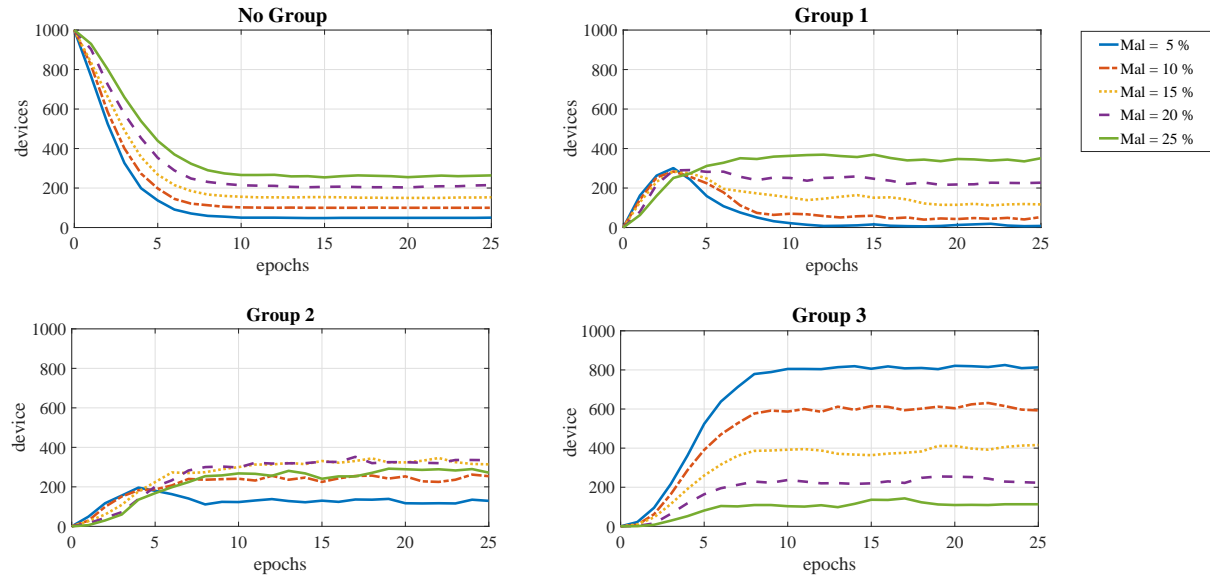 No Group
1000
800
600
400
200
0
devices
0 5 10 15 20 25
epochs
Group 1
1000
800
600
400
200
0
devices
0 5 10 15 20 25
epochs
Mal = 5 %
Mal = 10 %
Mal = 15 %
Mal = 20 %
Mal = 25 %
Group 2
1000
800
600
400
200
0
device
0 5 10 15 20 25
epochs
Group 3
1000
800
600
400
200
0
device
0 5 10 15 20 25
epochs